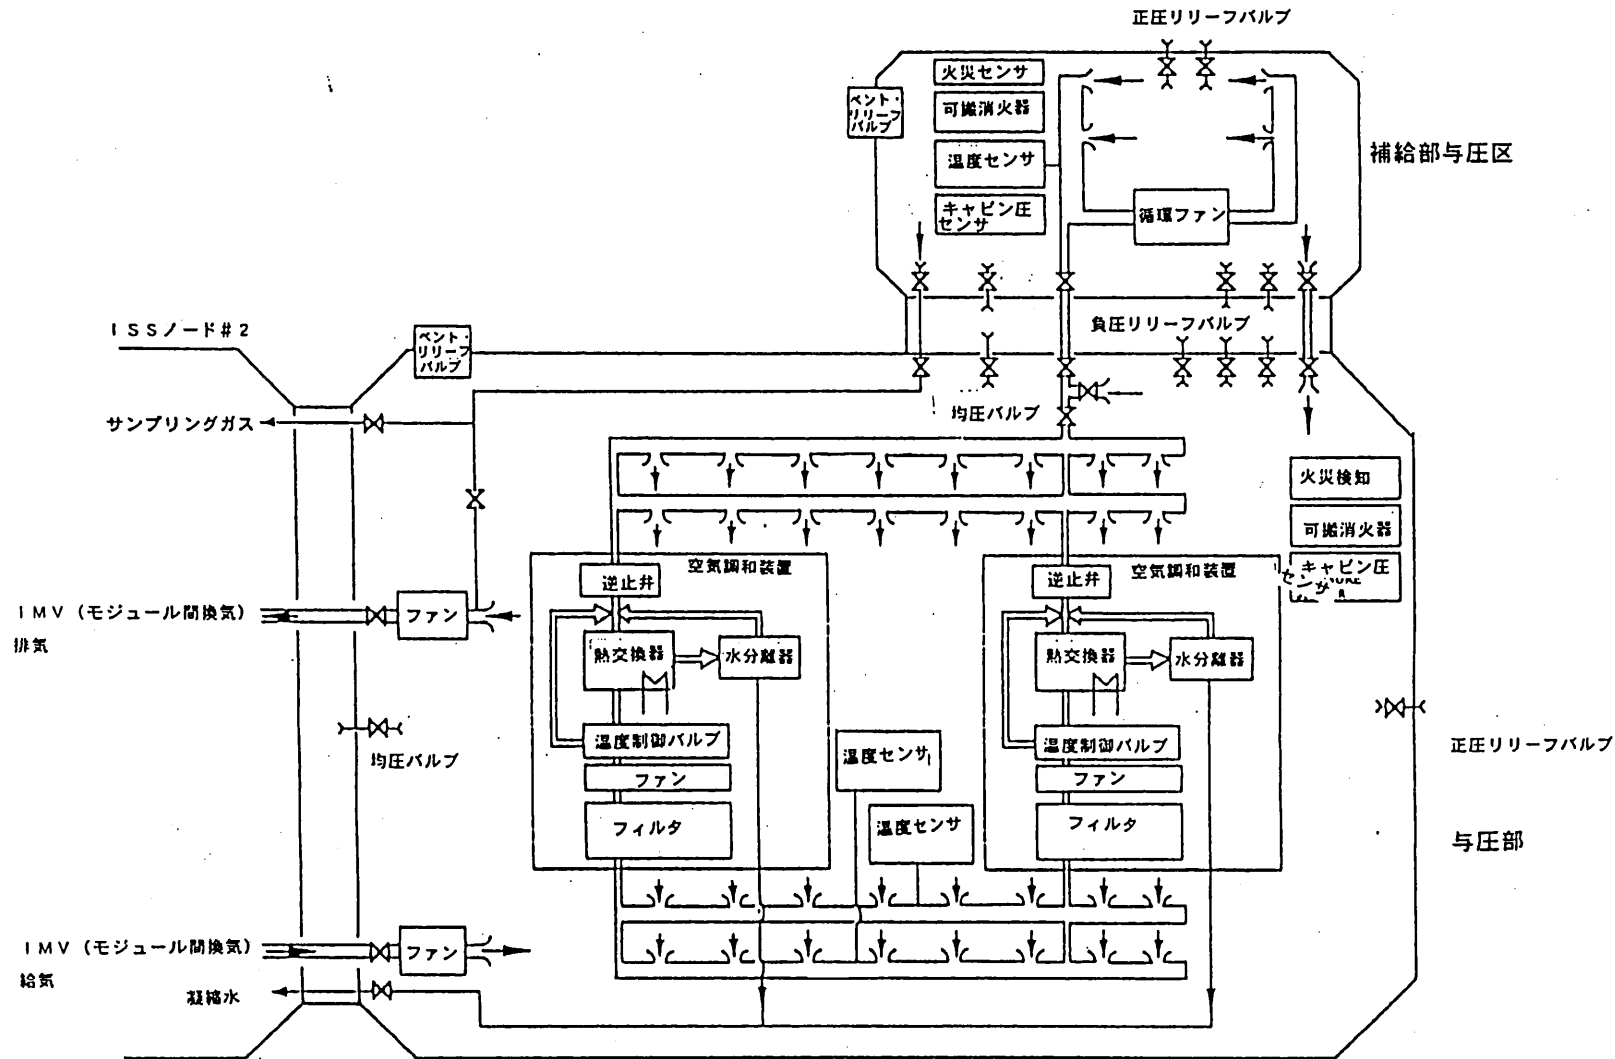 正圧リリーフバルブ
ベント・
リリーフ
バルブ
火災センサ
可搬消火器
温度センサ
キャビン圧
センサ
循環ファン
補給部与圧区
負圧リリーフバルブ
ISSノード#2
ベント・
リリーフ
バルブ
サンプリングガス
均圧バルブ
火災検知
可搬消火器
キャビン圧
センサ
空気調和装置
逆止弁
熱交換器
水分離器
温度制御バルブ
ファン
フィルタ
空気調和装置
逆止弁
熱交換器
水分離器
温度制御バルブ
ファン
フィルタ
IMV(モジュール間換気)
排気
ファン
均圧バルブ
温度センサ
温度センサ
正圧リリーフバルブ
与圧部
IMV(モジュール間換気)
給気
ファン
凝縮水